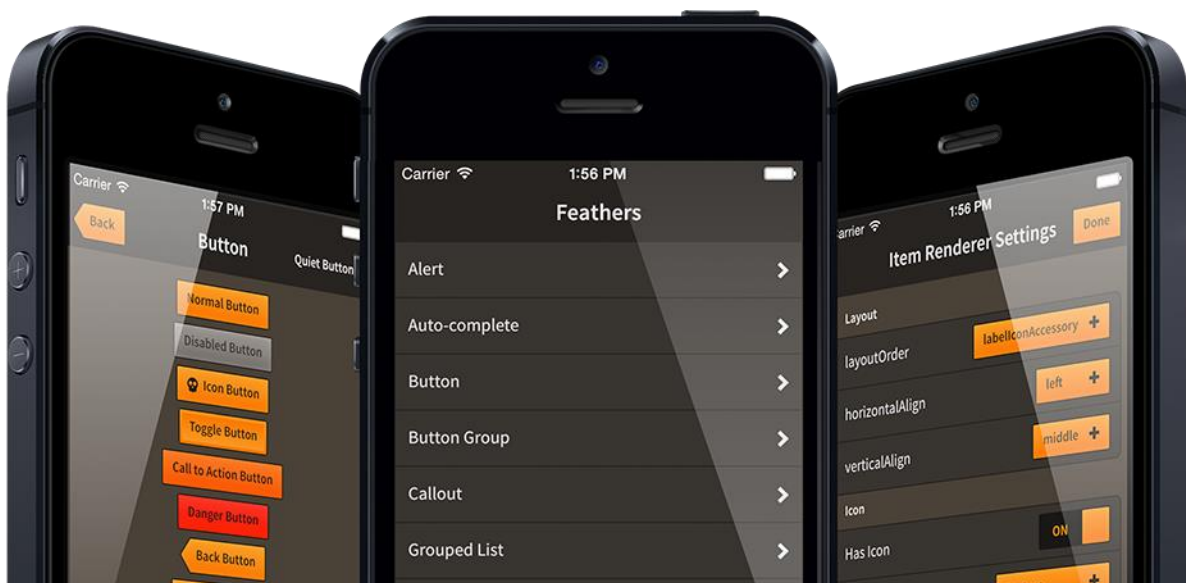 Carrier
1:57 PM
Back
Button
Quiet Button
Normal Button
Disabled Button
Icon Button
Toggle Button
Call to Action Button
Danger Button
Back Button
Carrier
1:56 PM
Feathers
Alert
Auto-complete
Button
Button Group
Callout
Grouped List
arrier
1:56 PM
Item Renderer Settings
Done
Layout
layoutOrder
labelIconAccessory +
horizontalAlign
left +
verticalAlign
middle +
Icon
Has Icon
ON
+